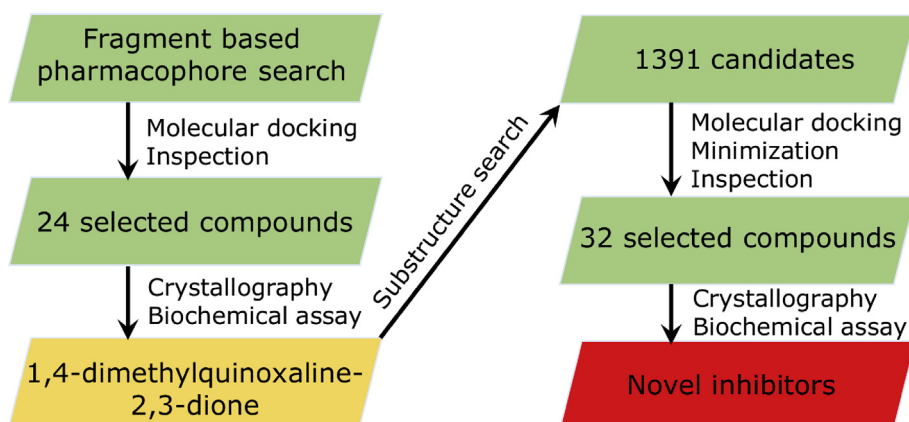 Fragment based
pharmacophore search
Molecular docking
Inspection
24 selected compounds
Crystallography
Biochemical assay
1,4-dimethylquinoxaline-
2,3-dione
Substructure search
1391 candidates
Molecular docking
Minimization
Inspection
32 selected compounds
Crystallography
Biochemical assay
Novel inhibitors